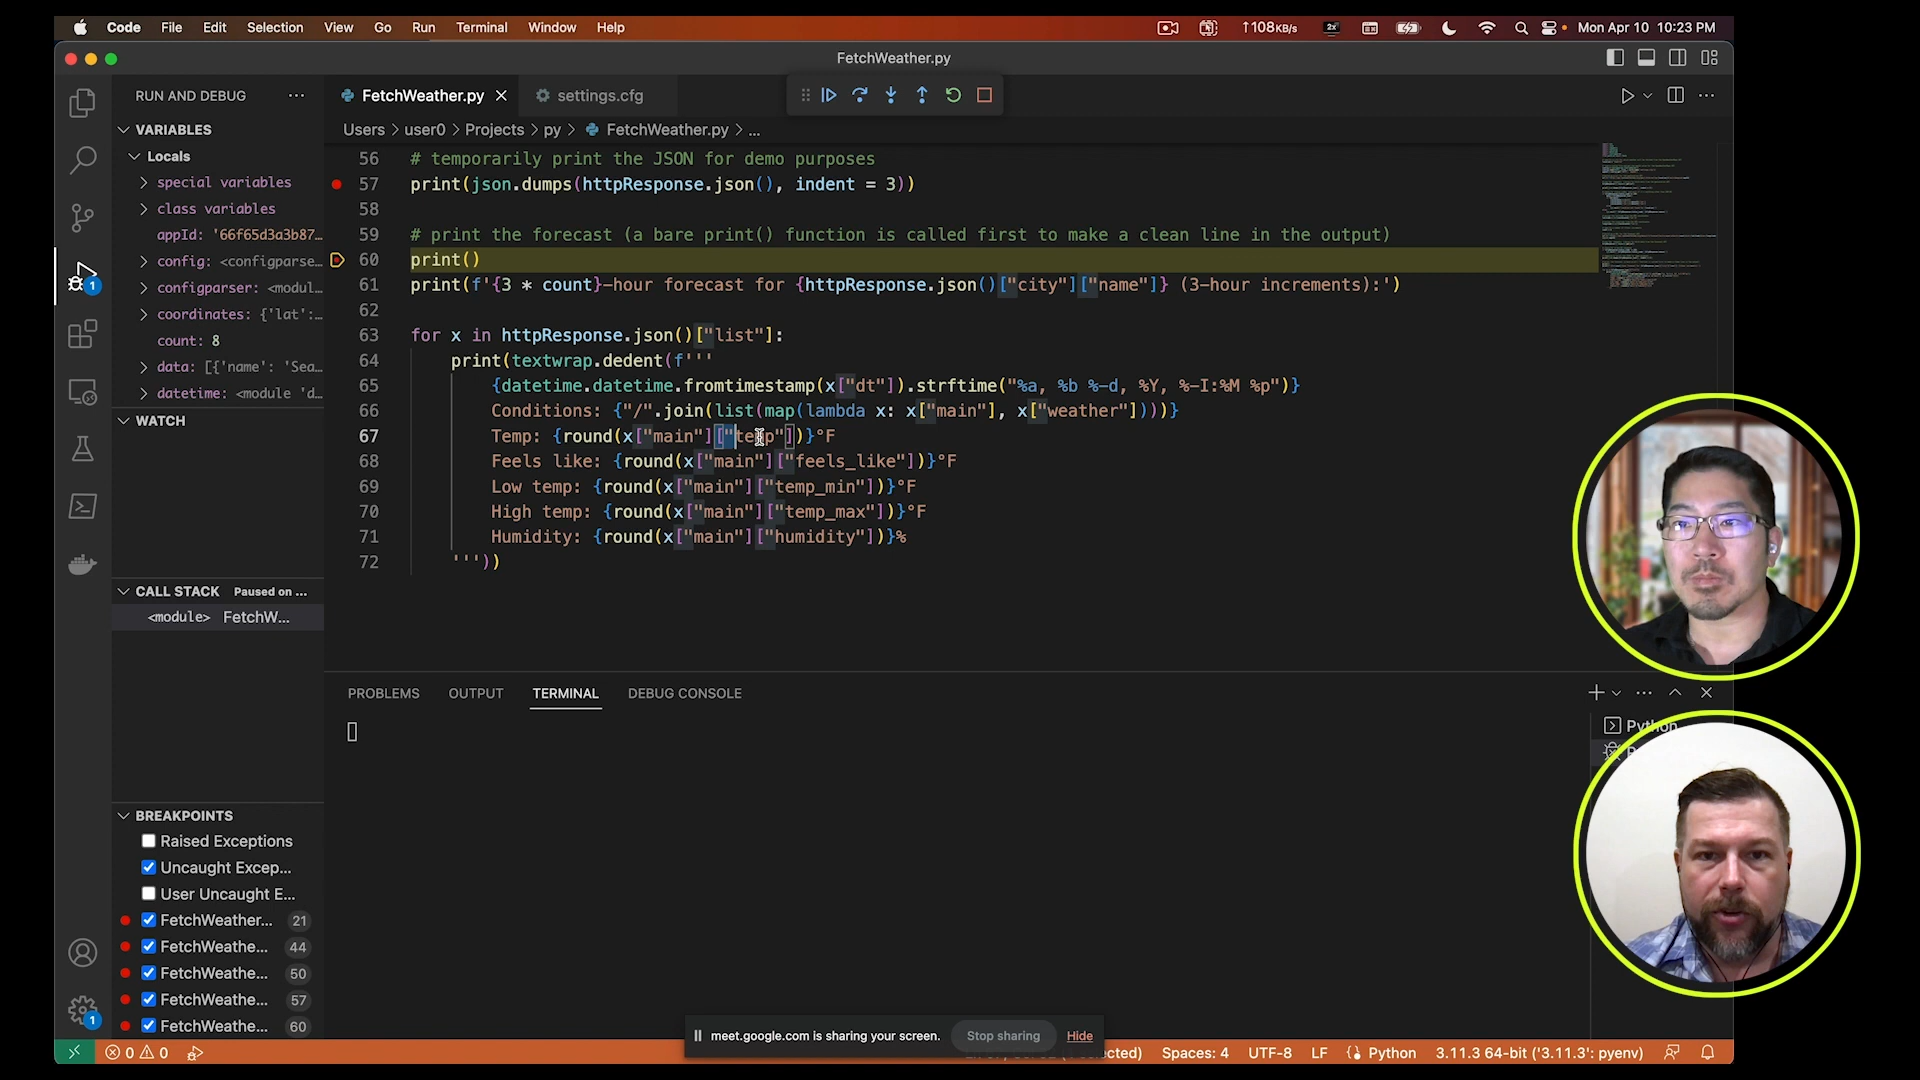 Code File Edit Selection View Go Run Terminal Window Help
↑108KB/s 2x Mon Apr 10 10:23 PM
FetchWeather.py
RUN AND DEBUG ...
FetchWeather.py settings.cfg
Users > user0 > Projects > py > FetchWeather.py > ...
VARIABLES
Locals
special variables
class variables
appId: '66f65d3a3b87...
config: <configparse...
configparser: <modul...
coordinates: {'lat':...
count: 8
data: [{'name': 'Sea...
datetime: <module 'd...
WATCH
CALL STACK Paused on ...
<module> FetchW...
BREAKPOINTS
Raised Exceptions
Uncaught Excep...
User Uncaught E...
FetchWeather... 21
FetchWeathe... 44
FetchWeathe... 50
FetchWeathe... 57
FetchWeathe... 60
56 # temporarily print the JSON for demo purposes
57 print(json.dumps(httpResponse.json(), indent = 3))
58
59 # print the forecast (a bare print() function is called first to make a clean line in the output)
60 print()
61 print(f'{3 * count}-hour forecast for {httpResponse.json()["city"]["name"]} (3-hour increments):')
62
63 for x in httpResponse.json()["list"]:
64 print(textwrap.dedent(f'''
65 {datetime.datetime.fromtimestamp(x["dt"]).strftime("%a, %b %-d, %Y, %-I:%M %p")}
66 Conditions: {"/".join(list(map(lambda x: x["main"], x["weather"])))}
67 Temp: {round(x["main"]["temp"])}°F
68 Feels like: {round(x["main"]["feels_like"])}°F
69 Low temp: {round(x["main"]["temp_min"])}°F
70 High temp: {round(x["main"]["temp_max"])}°F
71 Humidity: {round(x["main"]["humidity"])}%
72 '''))
PROBLEMS OUTPUT TERMINAL DEBUG CONSOLE
Python
meet.google.com is sharing your screen. Stop sharing Hide
1
1
0 0
Spaces: 4 UTF-8 LF Python 3.11.3 64-bit ('3.11.3': pyenv)